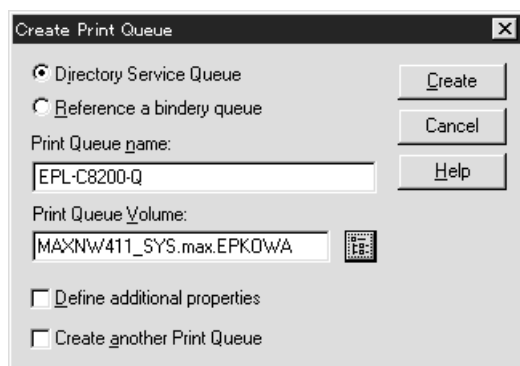 Create Print Queue
Directory Service Queue
Reference a bindery queue
Print Queue name:
EPL-C8200-Q
Print Queue Volume:
MAXNW411_SYS.max.EPKOWA
Define additional properties
Create another Print Queue
Create
Cancel
Help